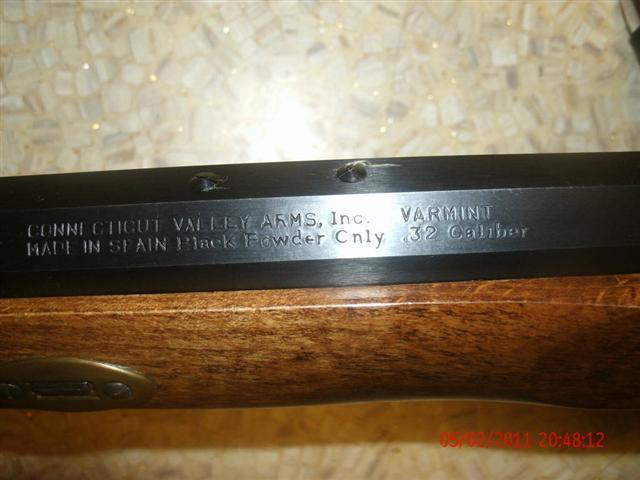 CONNECTICUT VALLEY ARMS, Inc. VARMINT
MADE IN SPAIN Black Powder Only .32 Caliber
05/02/2011 20:48:12